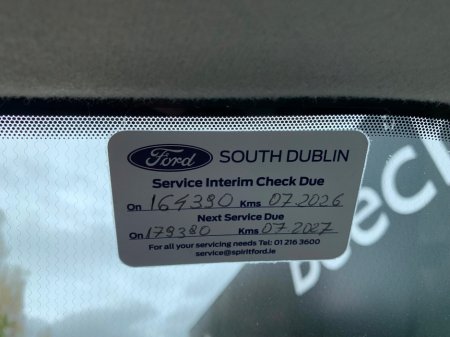 Ford SOUTH DUBLIN
Service Interim Check Due
On 164380 Kms 07.2026
Next Service Due
On 179380 Kms 07 2027
For all your servicing needs Tel: 01 216 3600
service@spiritford.ie